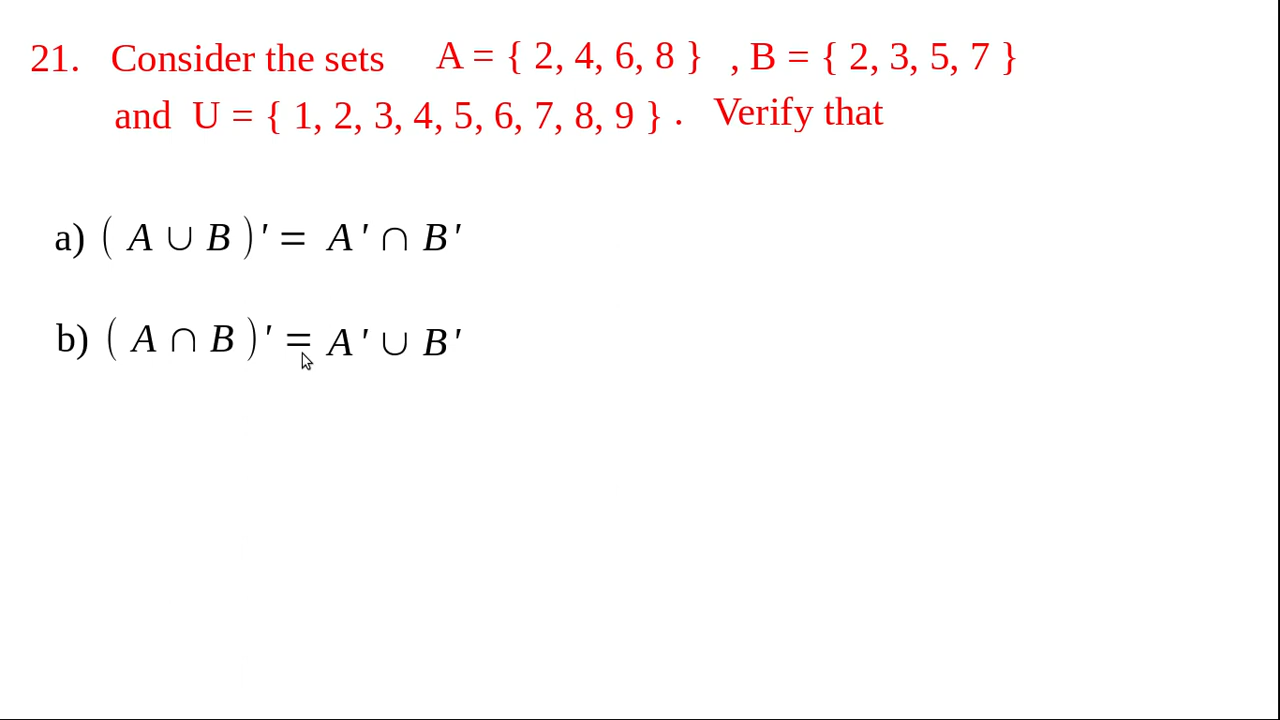 21. Consider the sets A = { 2, 4, 6, 8 } , B = { 2, 3, 5, 7 }
and U = { 1, 2, 3, 4, 5, 6, 7, 8, 9 } . Verify that
a) ( A ∪ B )′ = A′ ∩ B′
b) ( A ∩ B )′ = A′ ∪ B′